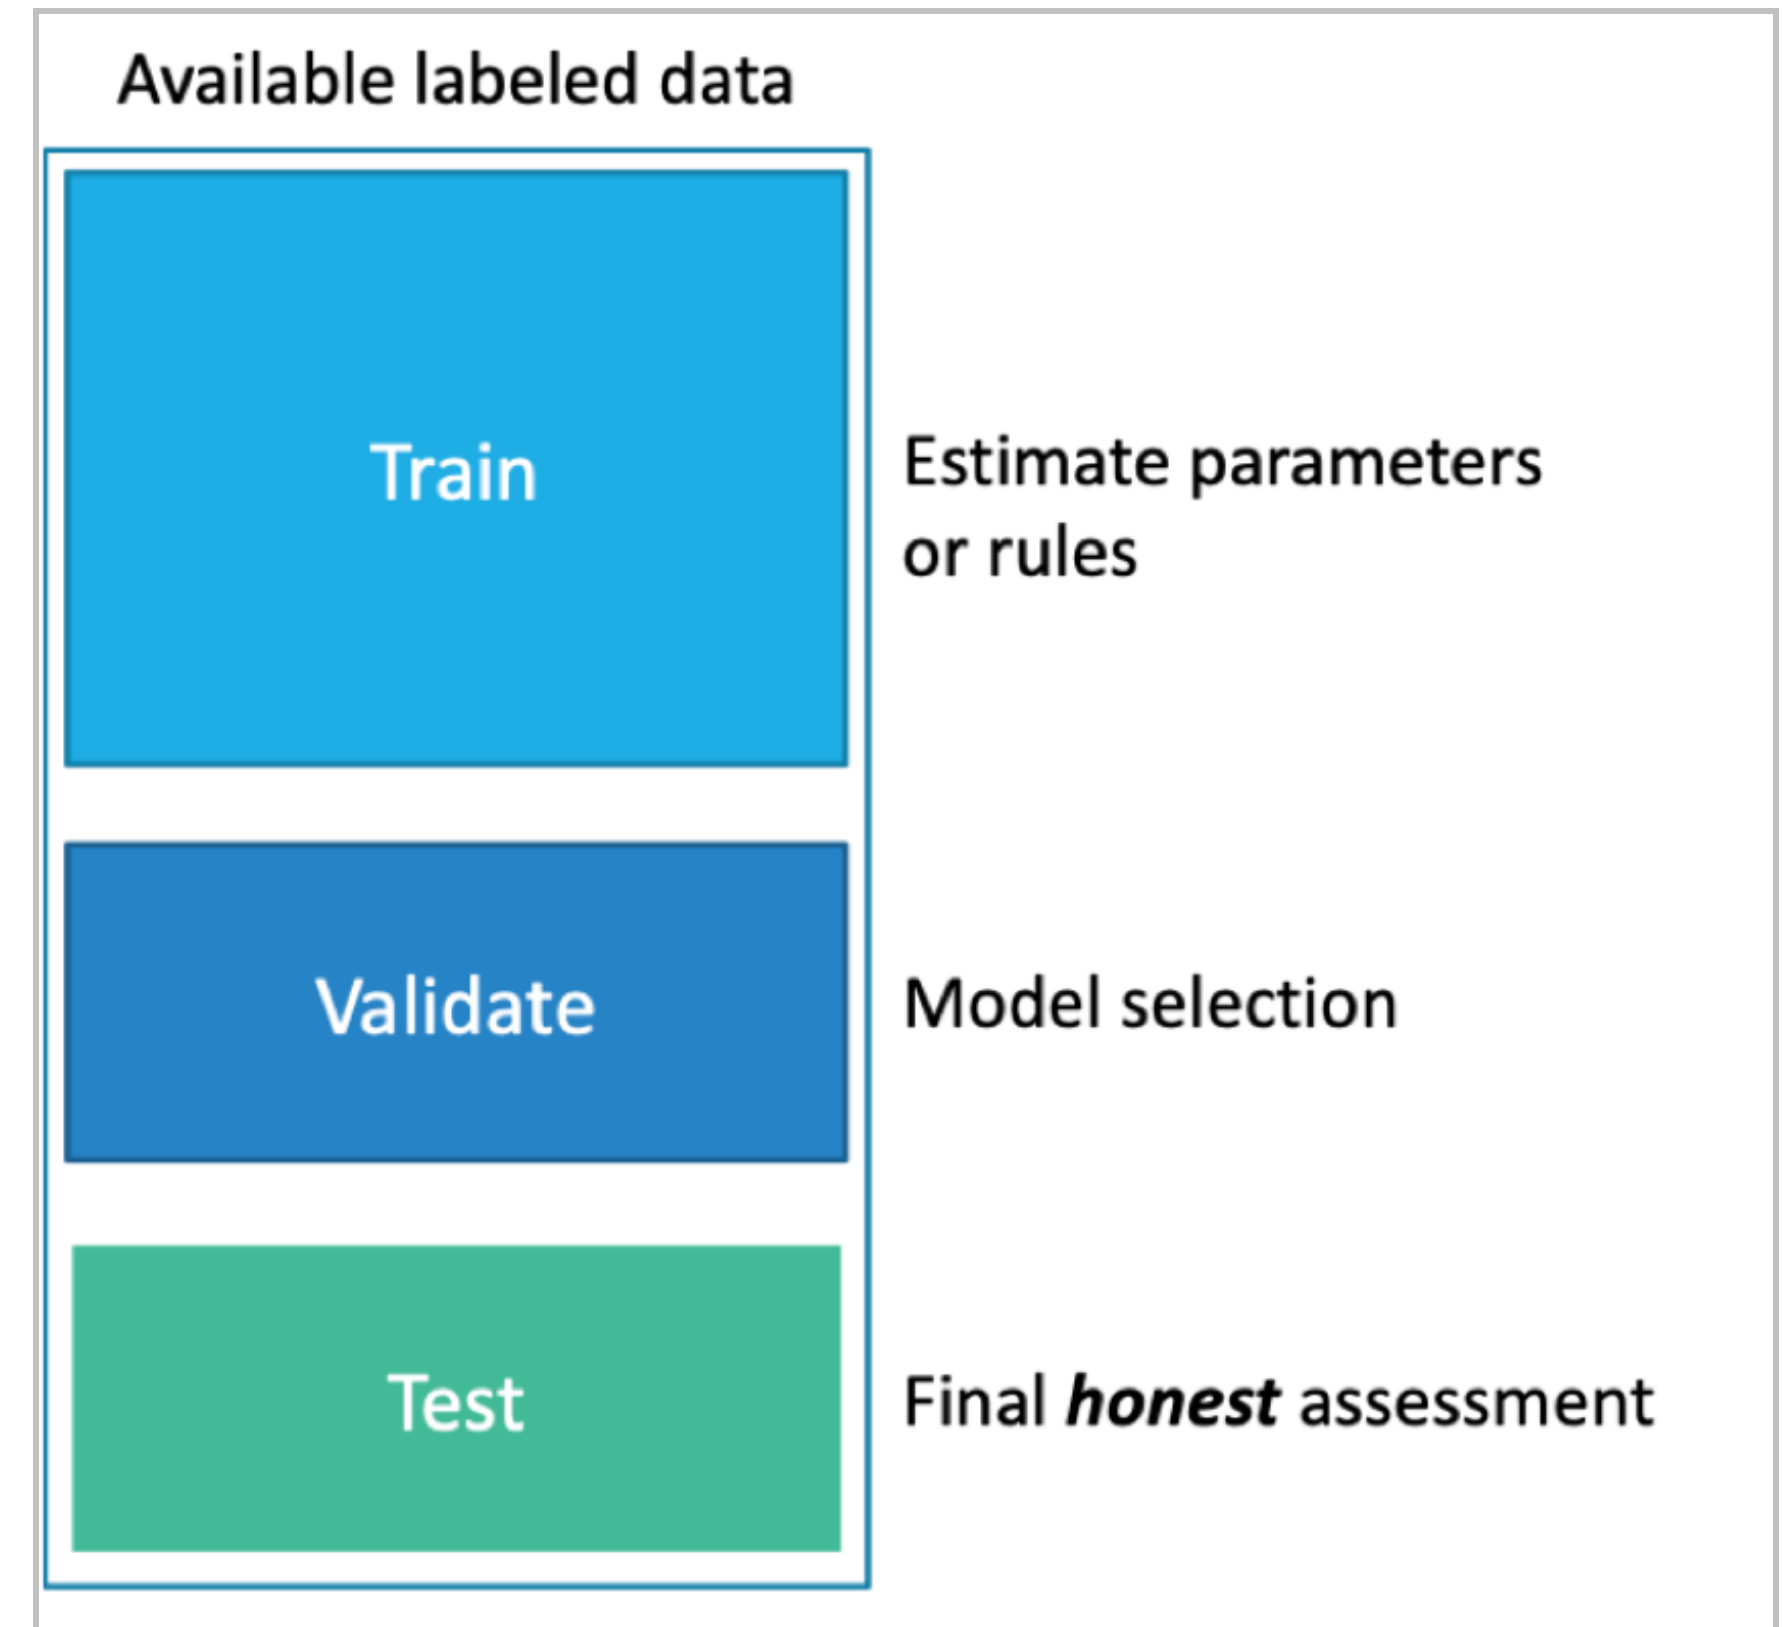 Available labeled data
Train
Estimate parameters
or rules
Validate
Model selection
Test
Final honest assessment